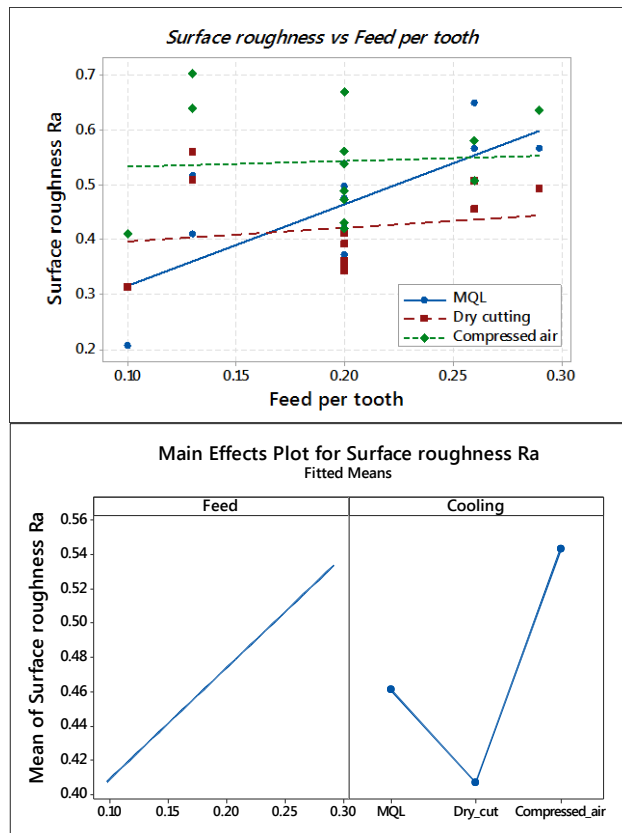 Surface roughness vs Feed per tooth
Surface roughness Ra
0.7
0.6
0.5
0.4
0.3
0.2
MQL
Dry cutting
Compressed air
0.10
0.15
0.20
0.25
0.30
Feed per tooth
Main Effects Plot for Surface roughness Ra
Fitted Means
Feed
Cooling
Mean of Surface roughness Ra
0.56
0.54
0.52
0.50
0.48
0.46
0.44
0.42
0.40
0.10
0.15
0.20
0.25
0.30
MQL
Dry_cut
Compressed_air